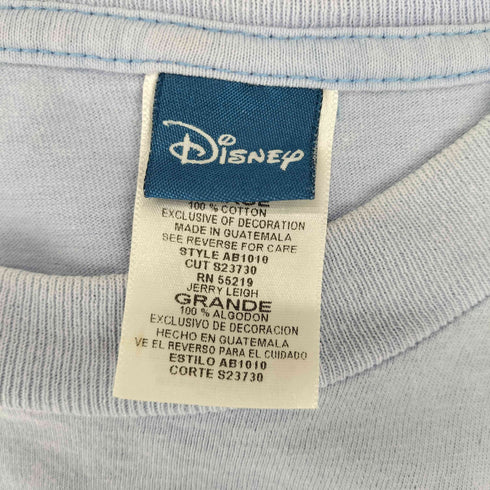 Disney
100 % COTTON
EXCLUSIVE OF DECORATION
MADE IN GUATEMALA
SEE REVERSE FOR CARE
STYLE AB1010
CUT S23730
RN 55219
JERRY LEIGH
GRANDE
100 % ALGODON
EXCLUSIVO DE DECORACION
HECHO EN GUATEMALA
VE EL REVERSO PARA EL CUIDADO
ESTILO AB1010
CORTE S23730